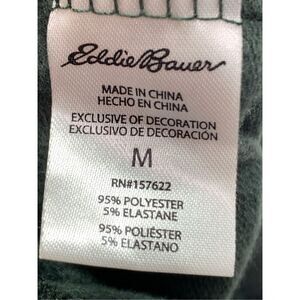 Eddie Bauer
MADE IN CHINA
HECHO EN CHINA
EXCLUSIVE OF DECORATION
EXCLUSIVO DE DECORACIÓN
M
RN#157622
95% POLYESTER
5% ELASTANE
95% POLIÉSTER
5% ELASTANO